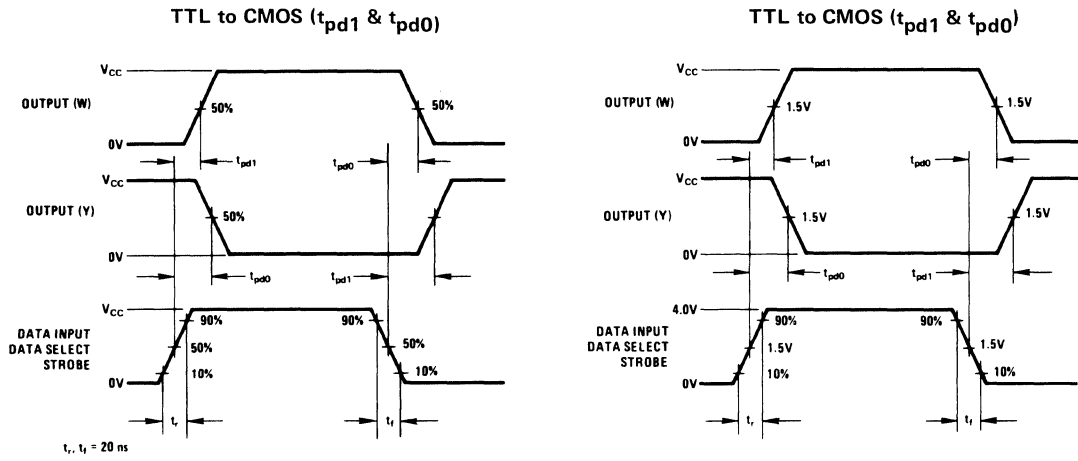 TTL to CMOS (tpd1 & tpd0)
VCC
OUTPUT (W)
50%
50%
0V
tpd1
tpd0
VCC
OUTPUT (Y)
50%
0V
tpd0
tpd1
VCC
90%
90%
DATA INPUT
DATA SELECT
STROBE
50%
50%
10%
10%
0V
tr
tf
tr, tf = 20 ns
TTL to CMOS (tpd1 & tpd0)
VCC
OUTPUT (W)
1.5V
1.5V
0V
tpd1
tpd0
VCC
OUTPUT (Y)
1.5V
1.5V
0V
tpd0
tpd1
4.0V
90%
90%
DATA INPUT
DATA SELECT
STROBE
1.5V
1.5V
10%
10%
0V
tr
tf